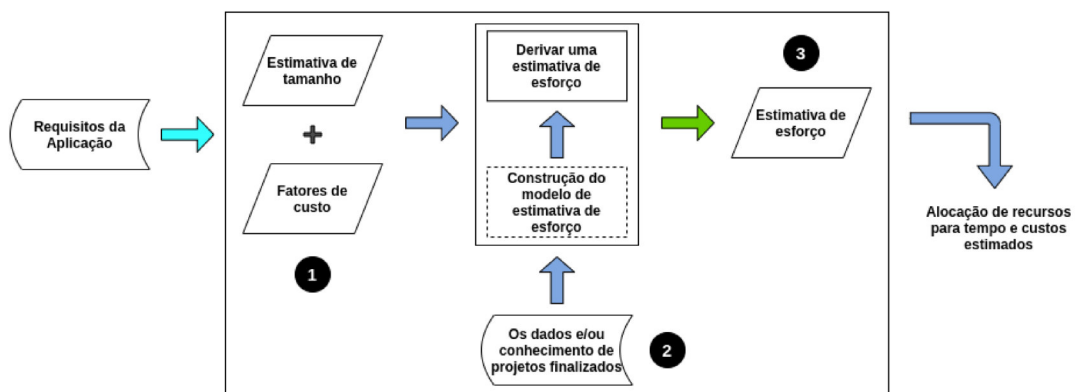 Requisitos da
Aplicação
Estimativa de
tamanho
+
Fatores de
custo
1
Derivar uma
estimativa de
esforço
Construção do
modelo de
estimativa de
esforço
Os dados e/ou
conhecimento de
projetos finalizados
2
3
Estimativa de
esforço
Alocação de recursos
para tempo e custos
estimados